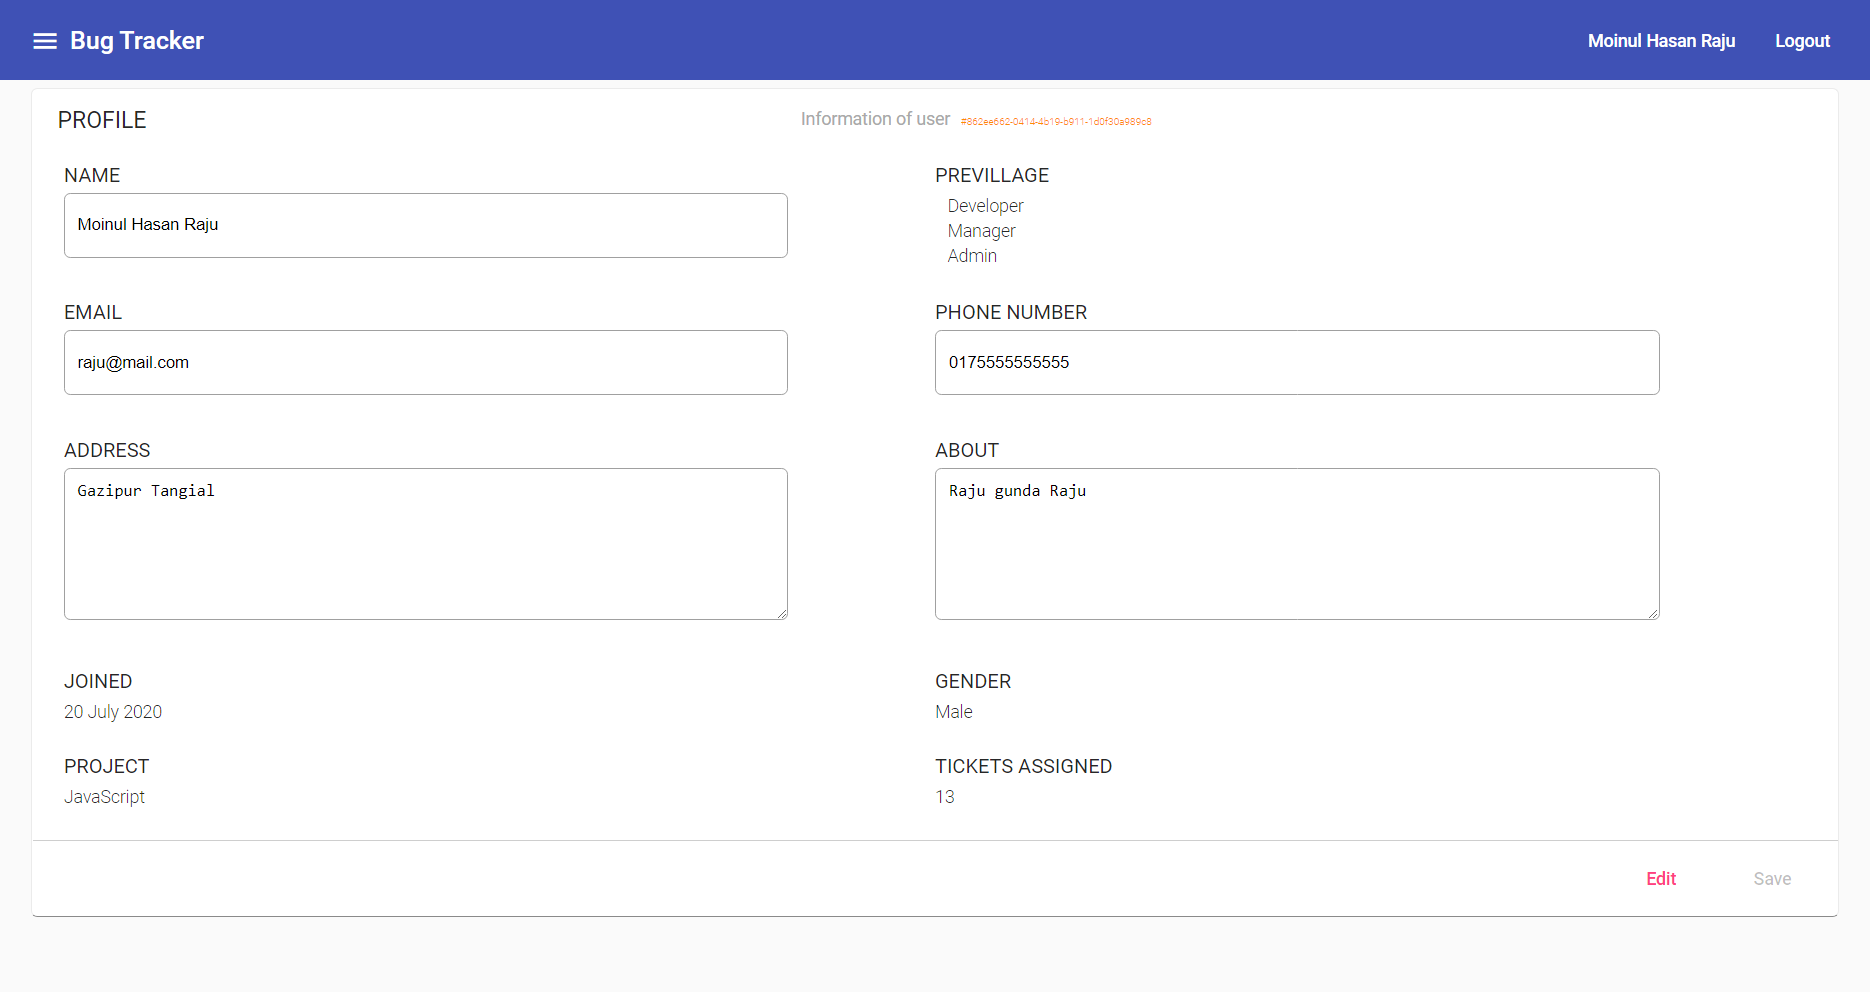 Bug Tracker
Moinul Hasan Raju
Logout
PROFILE
Information of user #862ee662-0414-4b19-b911-1d0f30a989c8
NAME
Moinul Hasan Raju
PREVILLAGE
Developer
Manager
Admin
EMAIL
raju@mail.com
PHONE NUMBER
0175555555555
ADDRESS
Gazipur Tangial
ABOUT
Raju gunda Raju
JOINED
20 July 2020
GENDER
Male
PROJECT
JavaScript
TICKETS ASSIGNED
13
Edit
Save